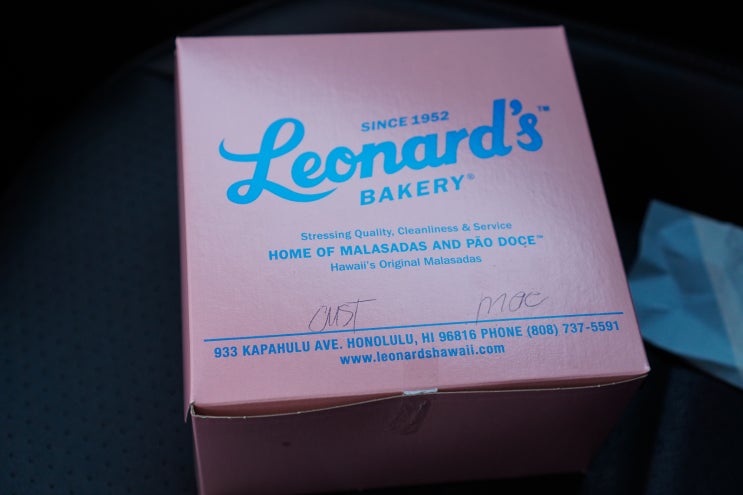 SINCE 1952
Leonard's™
BAKERY®
Stressing Quality, Cleanliness & Service
HOME OF MALASADAS AND PÃO DOÇE™
Hawaii's Original Malasadas
CUST MAC
933 KAPAHULU AVE. HONOLULU, HI 96816 PHONE (808) 737-5591
www.leonardshawaii.com